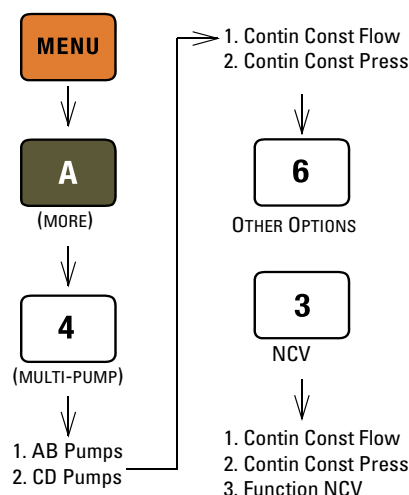 MENU
A
(MORE)
4
(MULTI-PUMP)
1. AB Pumps
2. CD Pumps
1. Contin Const Flow
2. Contin Const Press
6
OTHER OPTIONS
3
NCV
1. Contin Const Flow
2. Contin Const Press
3. Function NCV